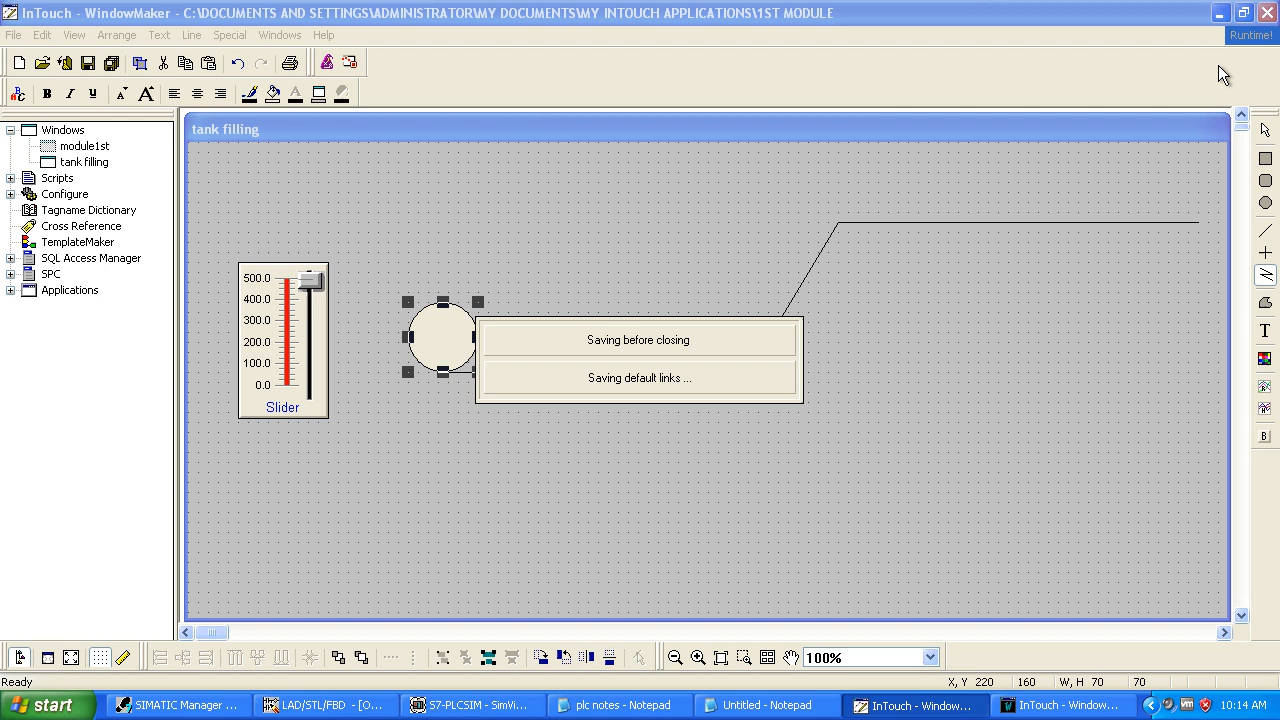 InTouch - WindowMaker - C:\DOCUMENTS AND SETTINGS\ADMINISTRATOR\MY DOCUMENTS\MY INTOUCH APPLICATIONS\1ST MODULE
File Edit View Arrange Text Line Special Windows Help Runtime!
B I U A A A
Windows
module1st
tank filling
Scripts
Configure
Tagname Dictionary
Cross Reference
TemplateMaker
SQL Access Manager
SPC
Applications
tank filling
500.0
400.0
300.0
200.0
100.0
0.0
Slider
Saving before closing
Saving default links ...
T
B
100%
Ready X, Y 220 160 W, H 70 70
start SIMATIC Manager ... LAD/STL/FBD - [O... S7-PLCSIM - SimVi... plc notes - Notepad Untitled - Notepad InTouch - Window... InTouch - Window... 10:14 AM